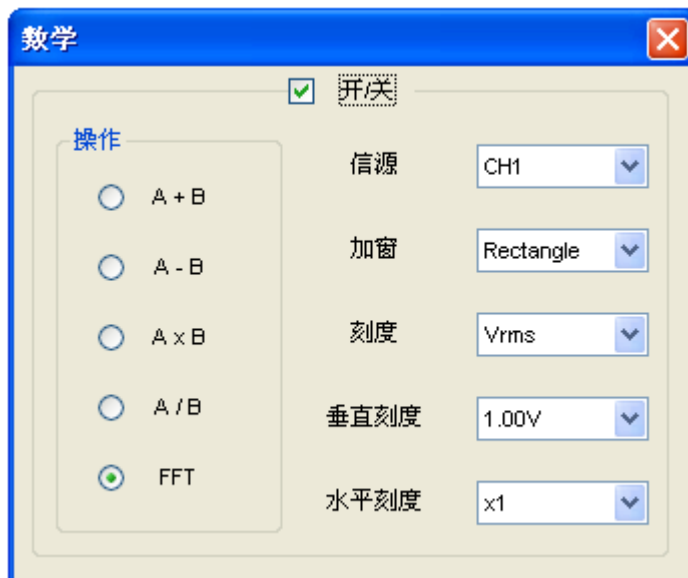 数学
开/关
操作
A + B
A - B
A x B
A / B
FFT
信源 CH1
加窗 Rectangle
刻度 Vrms
垂直刻度 1.00V
水平刻度 x1